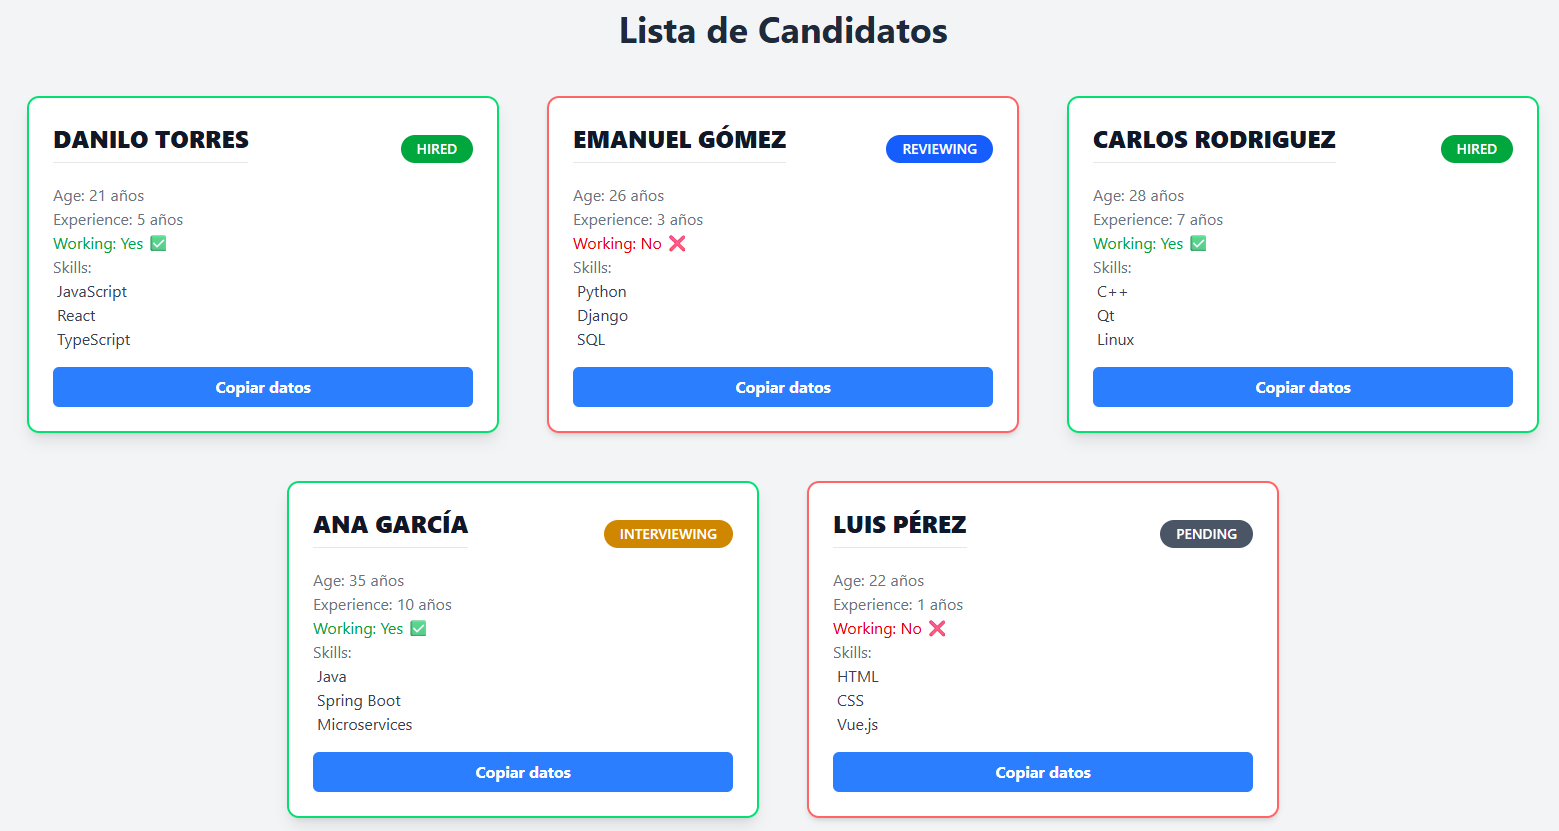 Lista de Candidatos
DANILO TORRES
HIRED
Age: 21 años
Experience: 5 años
Working: Yes ✅
Skills:
JavaScript
React
TypeScript
Copiar datos
EMANUEL GÓMEZ
REVIEWING
Age: 26 años
Experience: 3 años
Working: No ❌
Skills:
Python
Django
SQL
Copiar datos
CARLOS RODRIGUEZ
HIRED
Age: 28 años
Experience: 7 años
Working: Yes ✅
Skills:
C++
Qt
Linux
Copiar datos
ANA GARCÍA
INTERVIEWING
Age: 35 años
Experience: 10 años
Working: Yes ✅
Skills:
Java
Spring Boot
Microservices
Copiar datos
LUIS PÉREZ
PENDING
Age: 22 años
Experience: 1 años
Working: No ❌
Skills:
HTML
CSS
Vue.js
Copiar datos